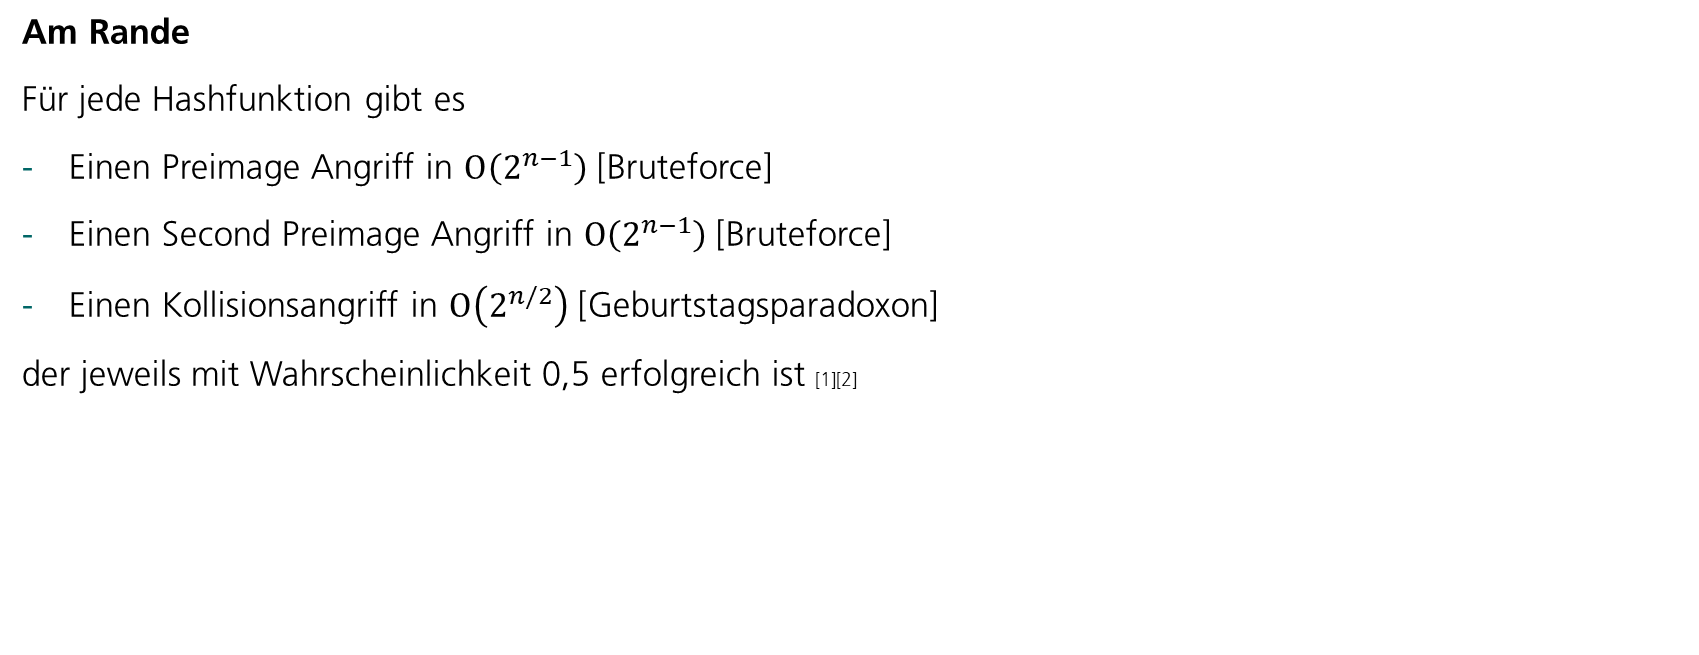 Am Rande
Für jede Hashfunktion gibt es
- Einen Preimage Angriff in O(2^{n−1}) [Bruteforce]
- Einen Second Preimage Angriff in O(2^{n−1}) [Bruteforce]
- Einen Kollisionsangriff in O(2^{n/2}) [Geburtstagsparadoxon]
der jeweils mit Wahrscheinlichkeit 0,5 erfolgreich ist [1][2]